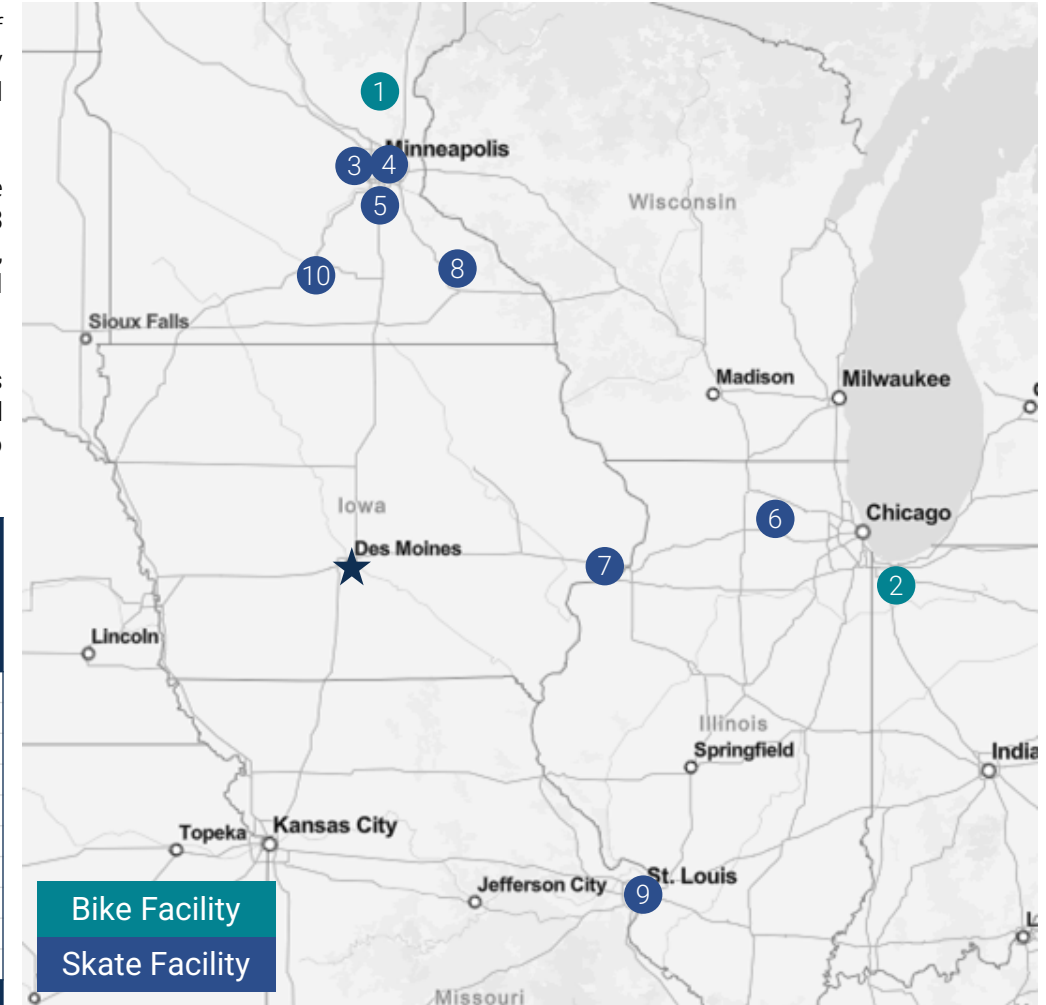 1
Minneapolis
3
4
Wisconsin
5
8
10
Sioux Falls
Madison
Milwaukee
Iowa
Chicago
6
Des Moines
7
2
Lincoln
Illinois
Springfield
India
Kansas City
Topeka
St. Louis
Jefferson City
9
Bike Facility
Skate Facility
Missouri